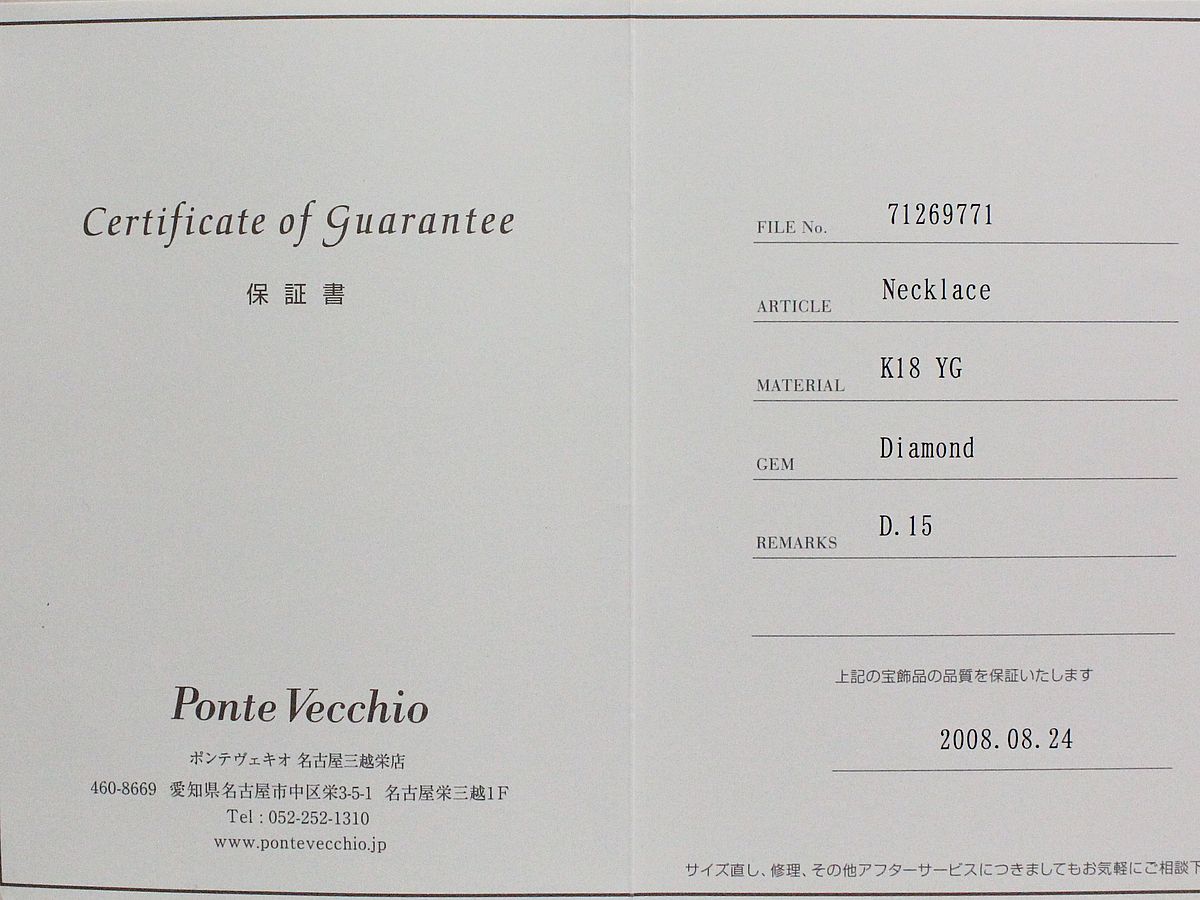 Certificate of Guarantee
保証書
Ponte Vecchio
ポンテヴェキオ 名古屋三越栄店
460-8669 愛知県名古屋市中区栄3-5-1 名古屋栄三越1F
Tel : 052-252-1310
www.pontevecchio.jp
FILE No. 71269771
ARTICLE Necklace
MATERIAL K18 YG
GEM Diamond
REMARKS D.15
上記の宝飾品の品質を保証いたします
2008.08.24
サイズ直し、修理、その他アフターサービスにつきましてもお気軽にご相談下